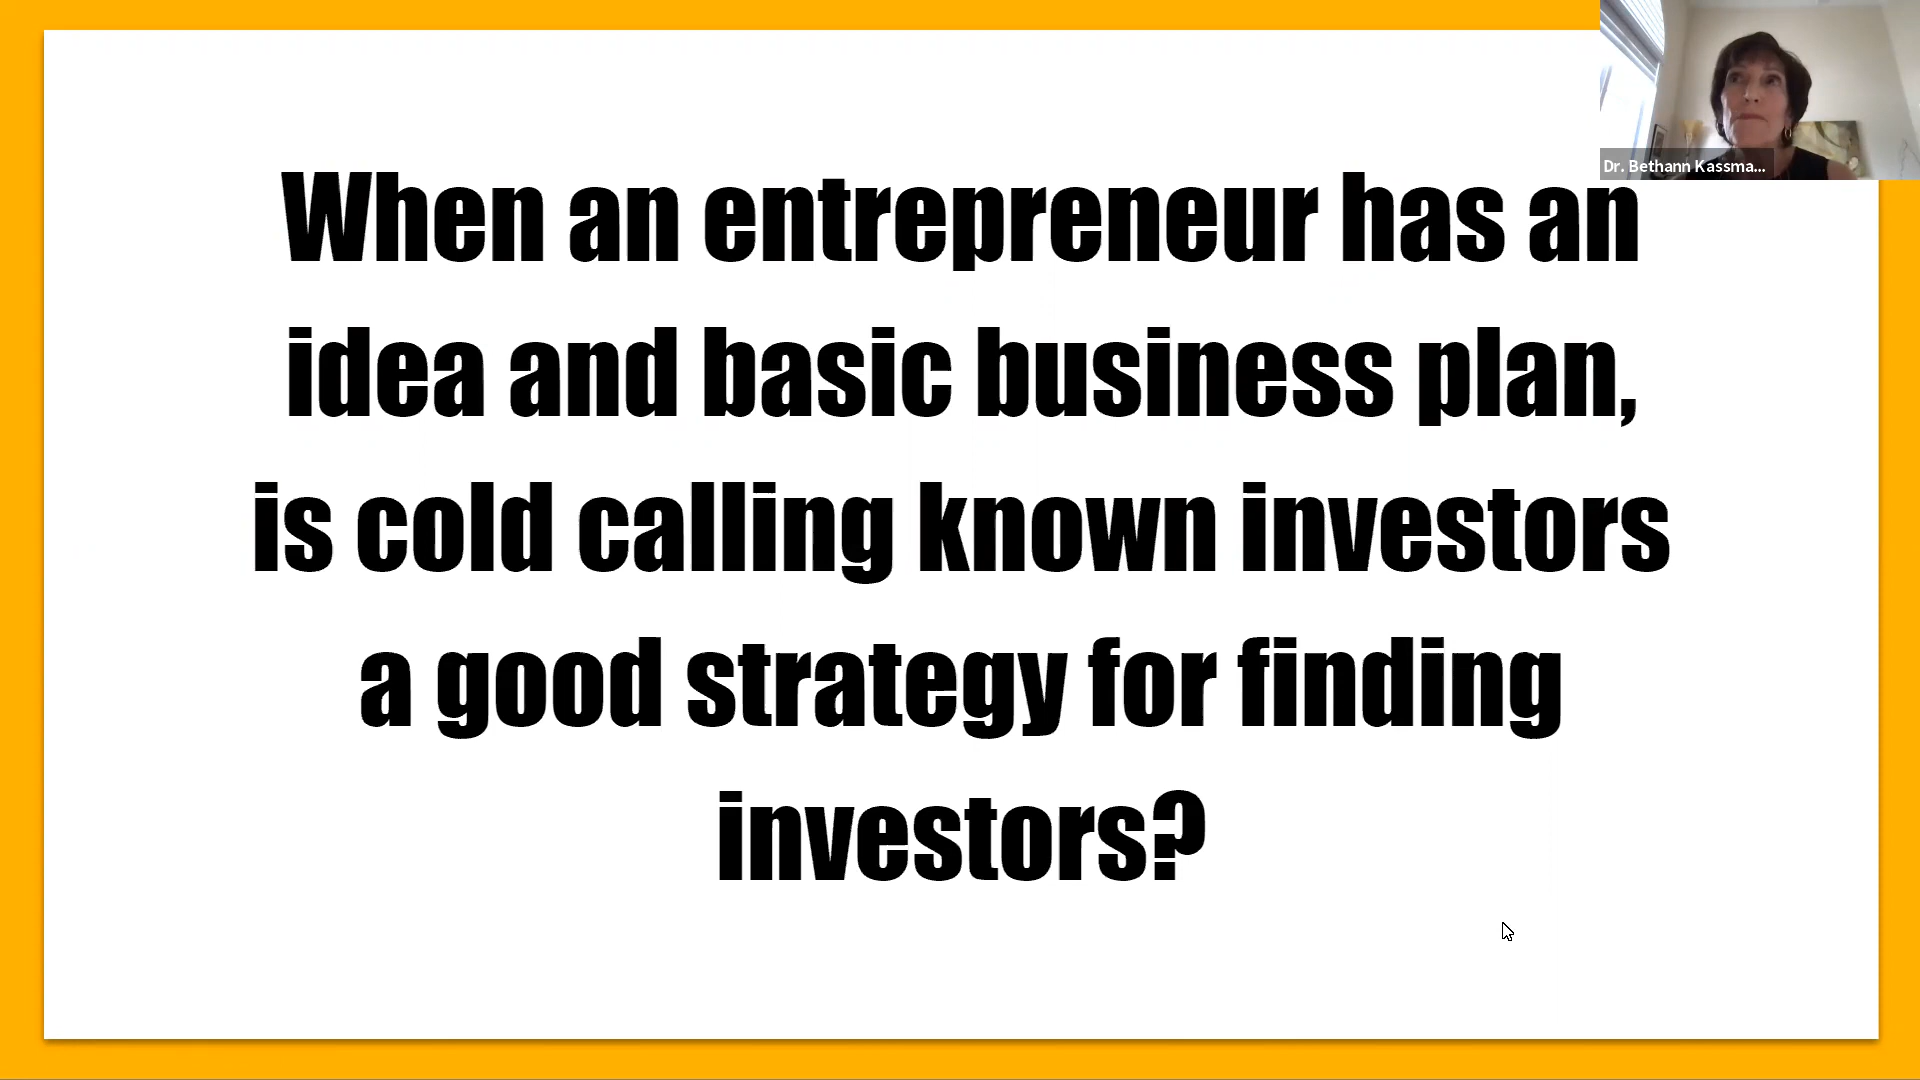 Dr. Bethann Kassma...
When an entrepreneur has an
idea and basic business plan,
is cold calling known investors
a good strategy for finding
investors?